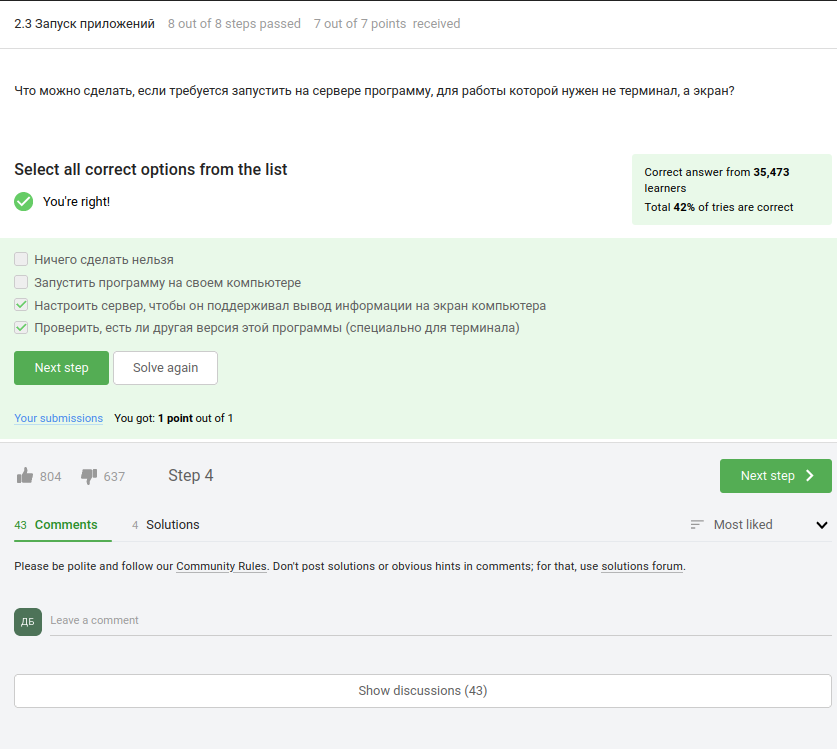 2.3 Запуск приложений 8 out of 8 steps passed 7 out of 7 points received
Что можно сделать, если требуется запустить на сервере программу, для работы которой нужен не терминал, а экран?
Select all correct options from the list
You're right!
Correct answer from 35,473
learners
Total 42% of tries are correct
Ничего сделать нельзя
Запустить программу на своем компьютере
Настроить сервер, чтобы он поддерживал вывод информации на экран компьютера
Проверить, есть ли другая версия этой программы (специально для терминала)
Next step Solve again
Your submissions You got: 1 point out of 1
804 637 Step 4 Next step
43 Comments 4 Solutions Most liked
Please be polite and follow our Community Rules. Don't post solutions or obvious hints in comments; for that, use solutions forum.
ДБ Leave a comment
Show discussions (43)